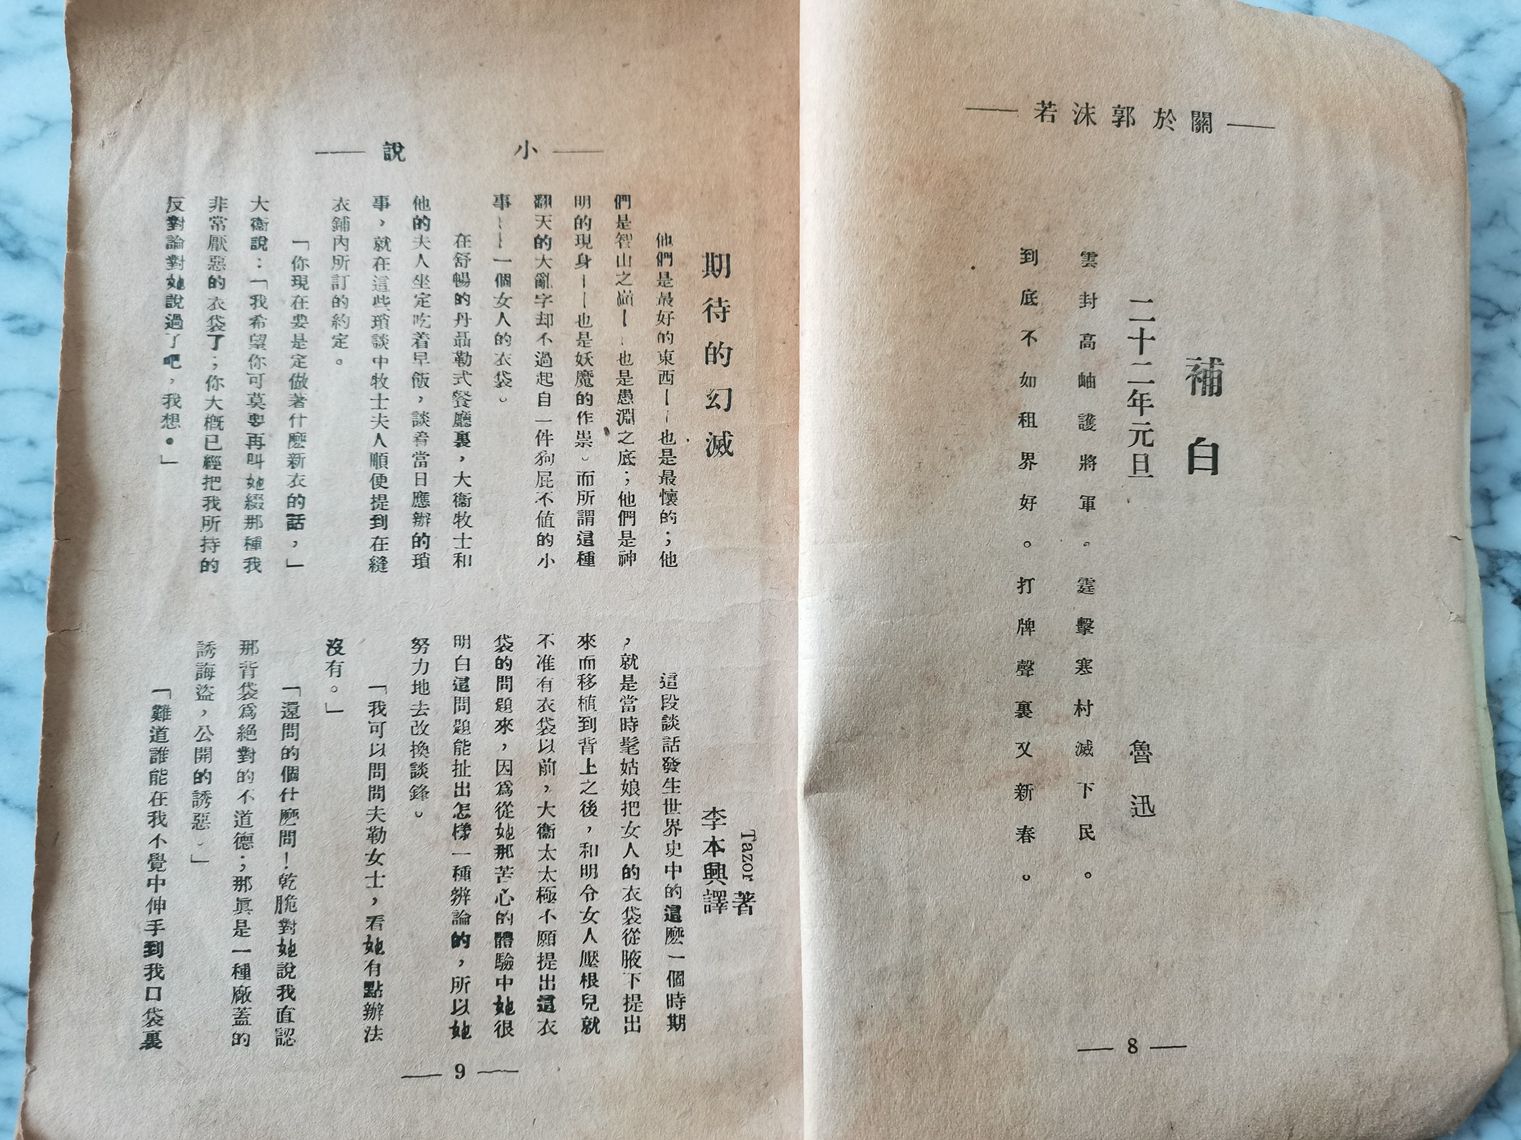 關於郭沫若
補白
二十二年元旦
魯迅
雲封高岫護將軍。霆擊寒村滅下民。
到底不如租界好。打牌聲裏又新春。
8
小說
期待的幻滅
Tazor著
李本興譯
他們是最好的東西——也是最懷的；他
們是智山之巔——也是愚淵之底；他們是神
明的現身——也是妖魔的作祟。而所謂這種
翻天的大亂字却不過起自一件狗屁不值的小
事——一個女人的衣袋。
在舒暢的丹聶勒式餐廳裏，大衞牧士和
他的夫人坐定吃着早飯，談肴當日應辦的瑣
事，就在這些瑣談中牧士夫人順便提到在縫
衣鋪內所訂的約定。
「你現在要是定做著什麽新衣的話，」
大衞說：「我希望你可莫要再叫她綴那種我
非常厭惡的衣袋了；你大概已經把我所持的
反對論對她說過了吧，我想。」
這段談話發生世界史中的這麽一個時期
，就是當時髦姑娘把女人的衣袋從腋下提出
來而移植到背上之後，和明令女人壓根兒就
不准有衣袋以前，大衞太太極不願提出這衣
袋的問題來，因爲從她那苦心的體驗中她很
明白這問題能扯出怎樣一種辨論的，所以她
努力地去改換談鋒。
「我可以問問夫勒女士，看她有點辦法
沒有。」
「還問的個什麽問！乾脆對她說我直認
那背袋爲絕對的不道德；那眞是一種廠蓋的
誘誨盜，公開的誘惡。」
「難道誰能在我不覺中伸手到我口袋裏
9